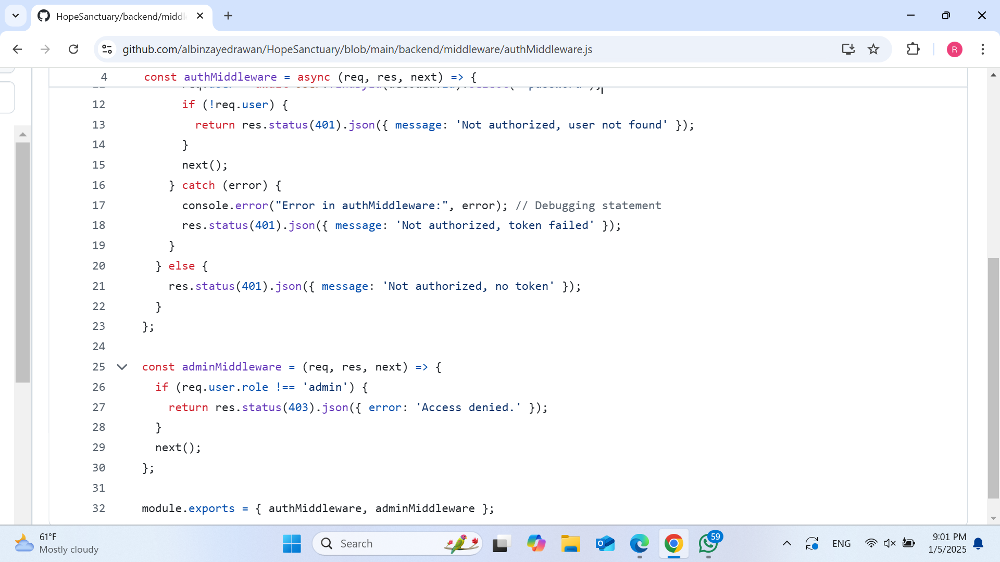 HopeSanctuary/backend/middl
github.com/albinzayedrawan/HopeSanctuary/blob/main/backend/middleware/authMiddleware.js
R
4 const authMiddleware = async (req, res, next) => {
12 if (!req.user) {
13 return res.status(401).json({ message: 'Not authorized, user not found' });
14 }
15 next();
16 } catch (error) {
17 console.error("Error in authMiddleware:", error); // Debugging statement
18 res.status(401).json({ message: 'Not authorized, token failed' });
19 }
20 } else {
21 res.status(401).json({ message: 'Not authorized, no token' });
22 }
23 };
24
25 const adminMiddleware = (req, res, next) => {
26 if (req.user.role !== 'admin') {
27 return res.status(403).json({ error: 'Access denied.' });
28 }
29 next();
30 };
31
32 module.exports = { authMiddleware, adminMiddleware };
61°F
Mostly cloudy
Search
59
ENG
9:01 PM
1/5/2025